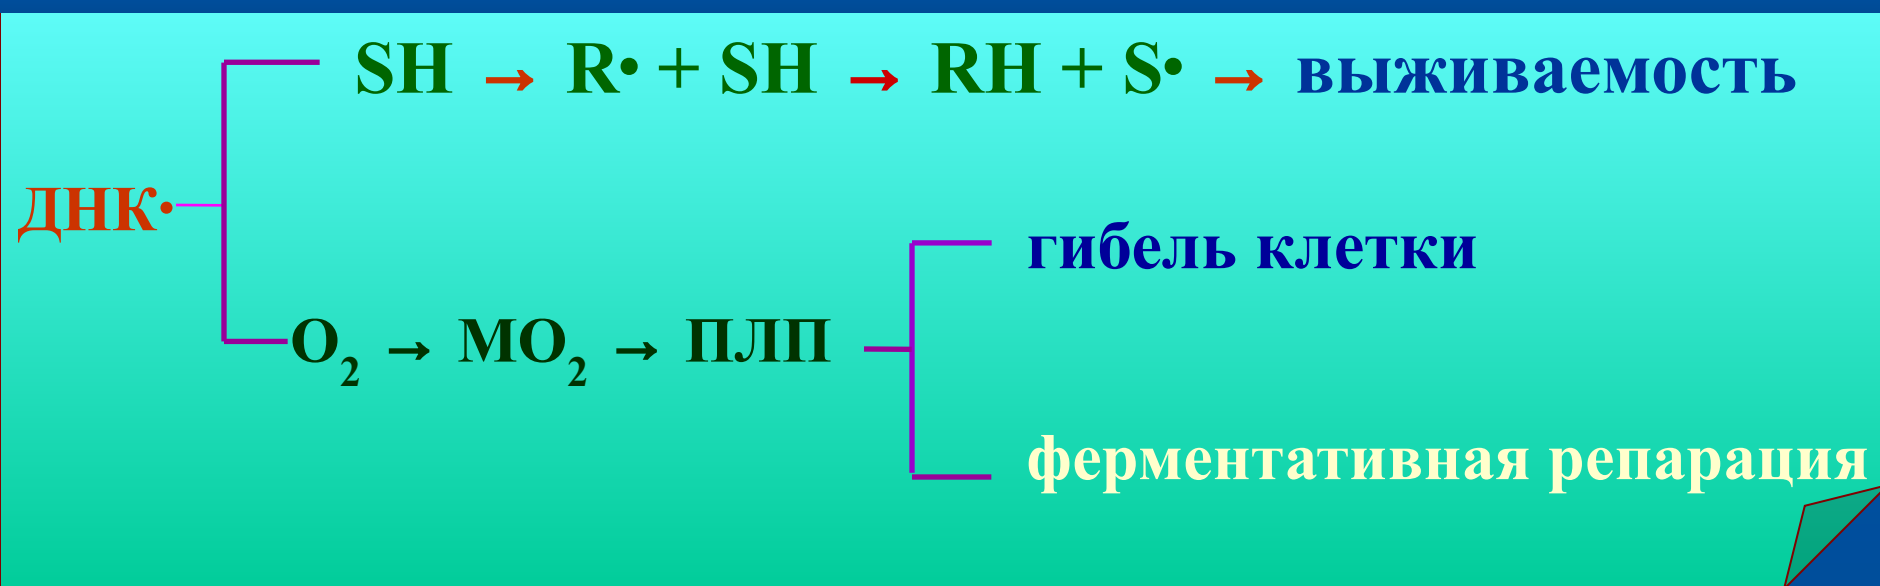 SH → R• + SH → RH + S• → выживаемость
ДНК•
гибель клетки
O₂ → MO₂ → ПЛП
ферментативная репарация